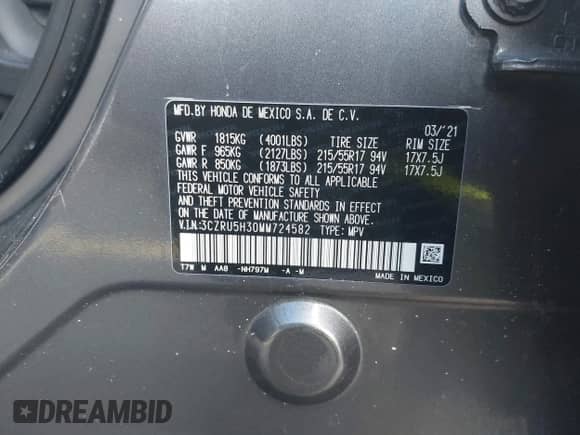 MFD.BY HONDA DE MEXICO S.A. DE C.V.
03/'21
GVWR 1815KG (4001LBS) TIRE SIZE RIM SIZE
GAWR F 965KG (2127LBS) 215/55R17 94V 17X7.5J
GAWR R 850KG (1873LBS) 215/55R17 94V 17X7.5J
THIS VEHICLE CONFORMS TO ALL APPLICABLE
FEDERAL MOTOR VEHICLE SAFETY
AND THEFT PREVENTION STANDARDS IN EFFECT
ON THE DATE OF MANUFACTURE SHOWN ABOVE.
V.I.N:3CZRU5H30MM724582 TYPE: MPV
T7W M AA8 -NH797M -A -M
MADE IN MEXICO
DREAMBID